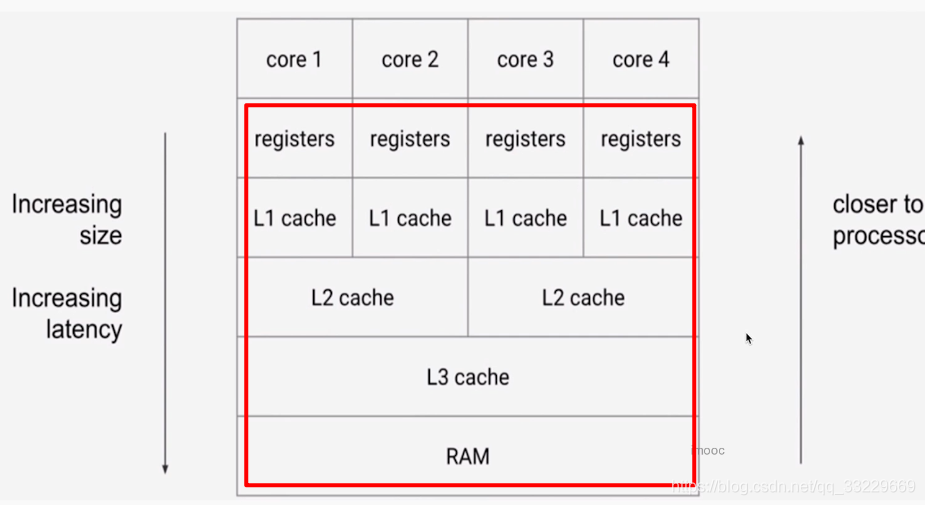 core 1 core 2 core 3 core 4
registers registers registers registers
L1 cache L1 cache L1 cache L1 cache
L2 cache L2 cache
L3 cache
RAM
Increasing
size
Increasing
latency
closer to
processo
imooc
https://blog.csdn.net/qq_33229669